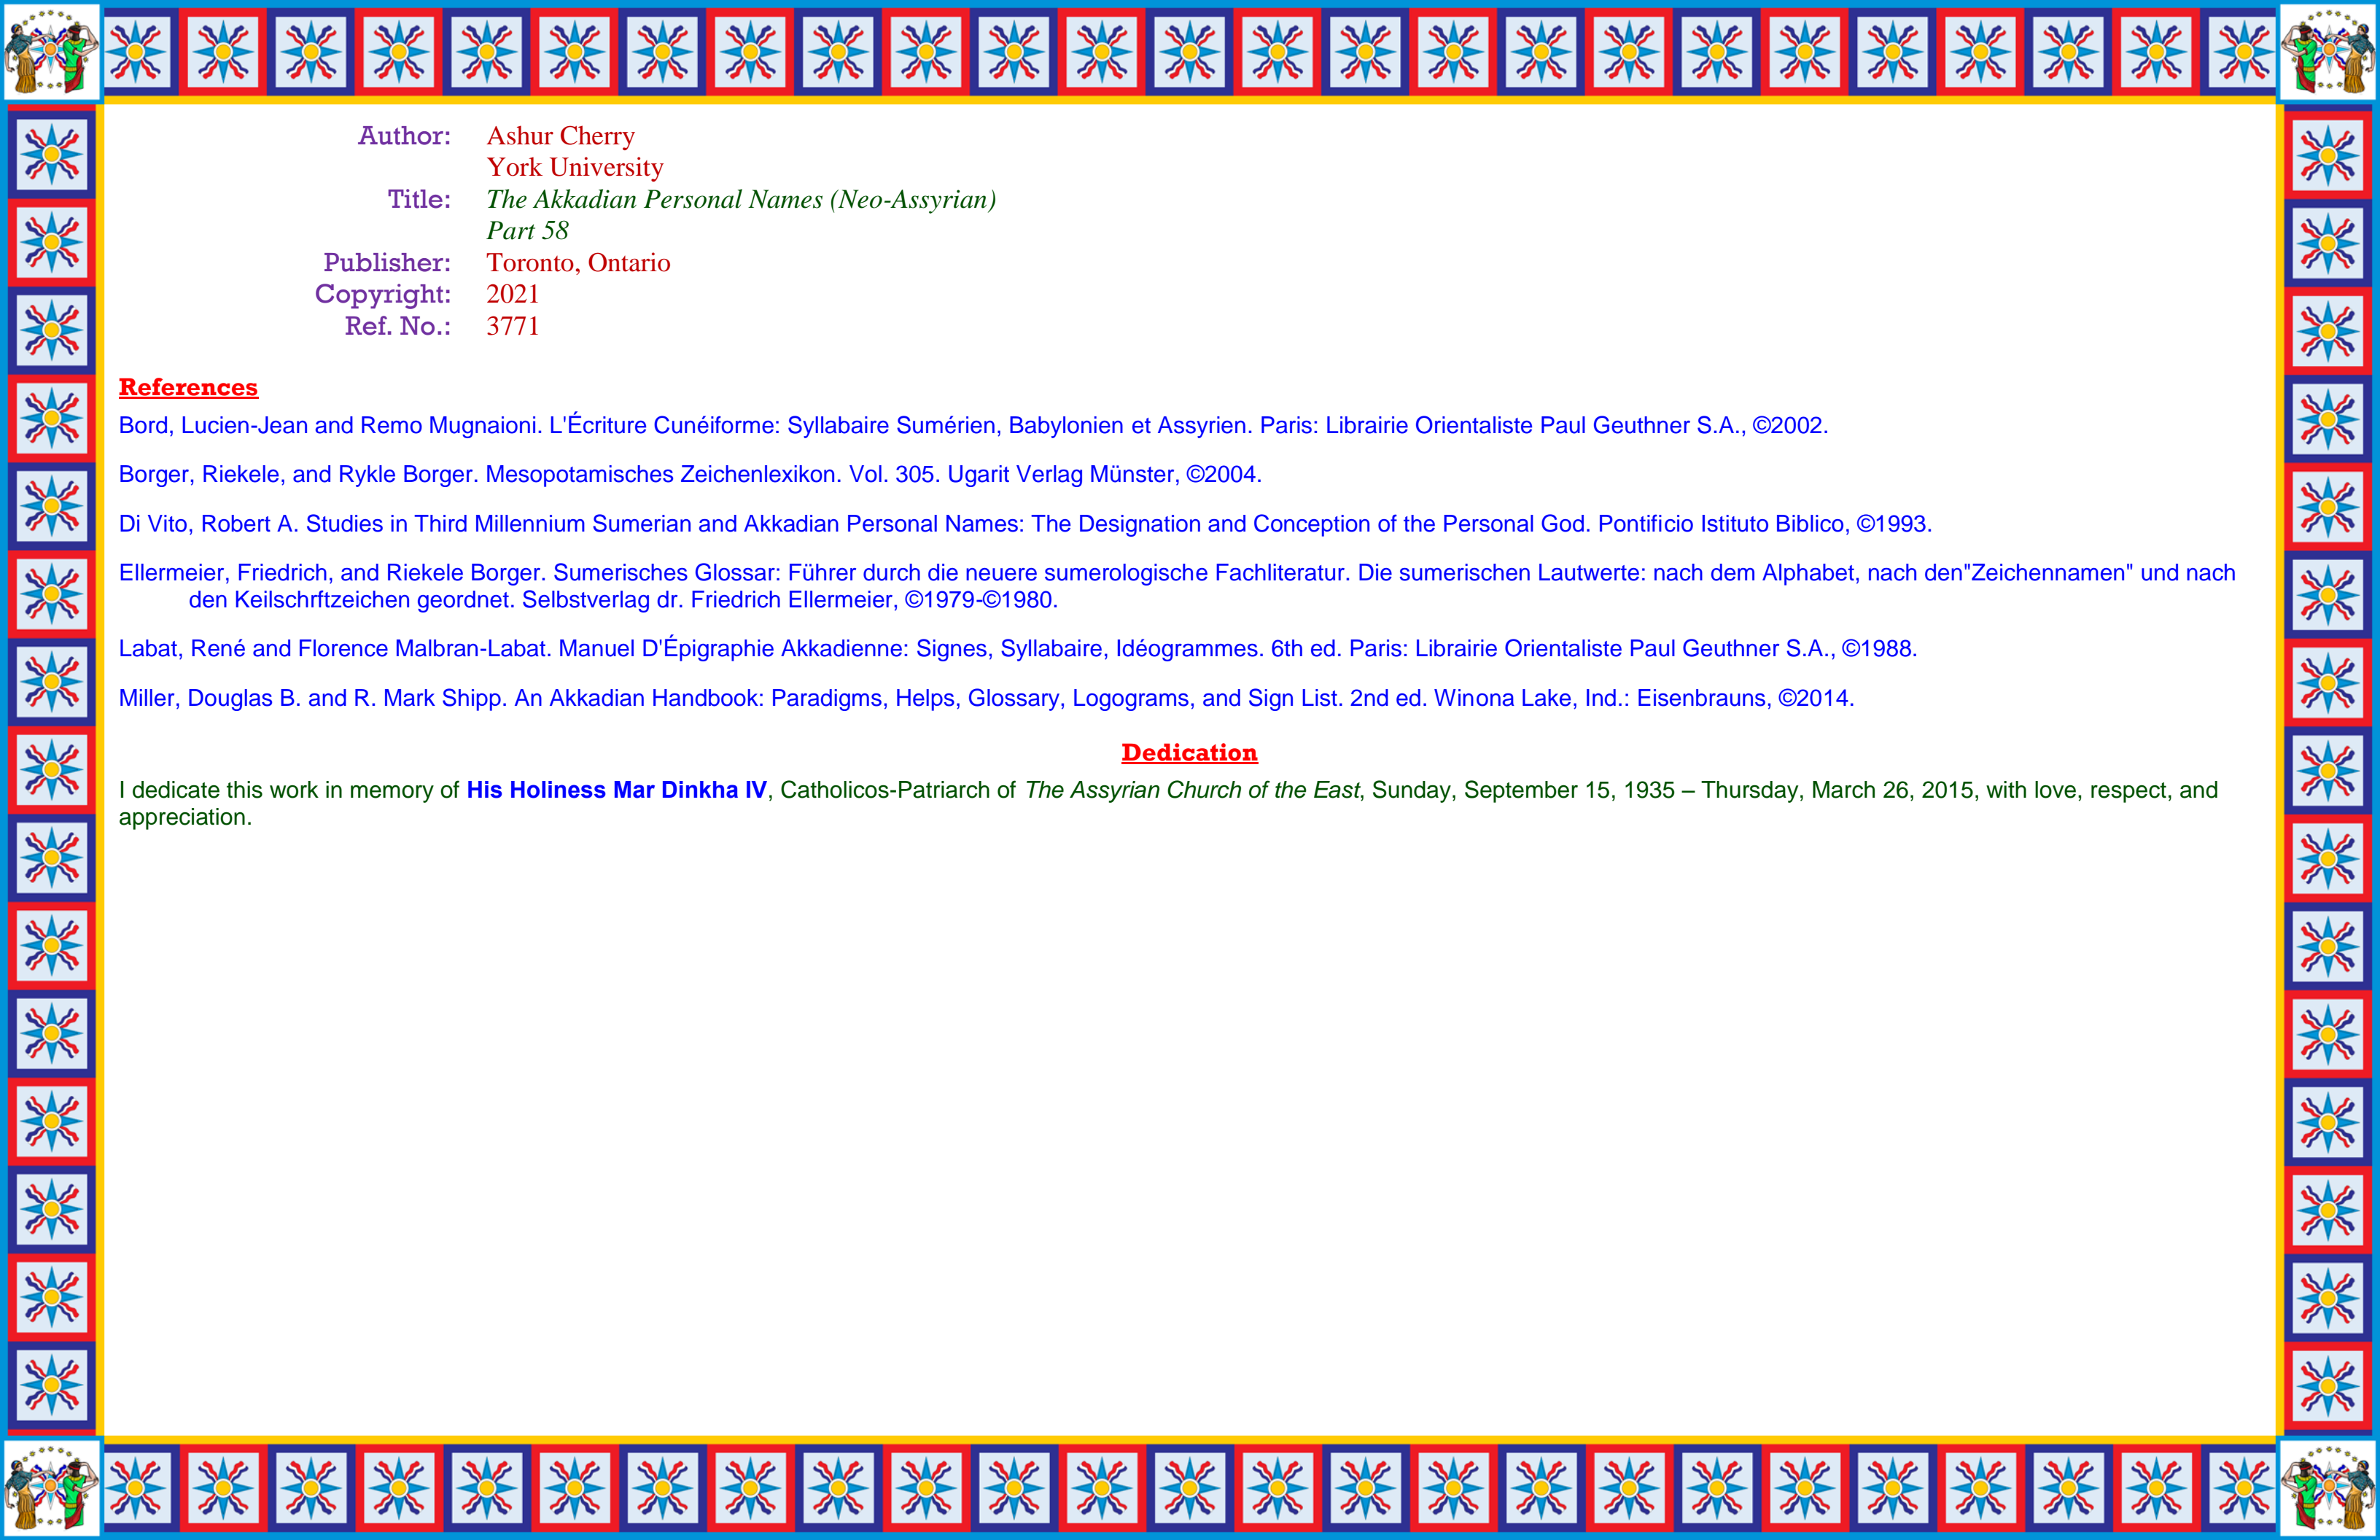 Author: Ashur Cherry
York University
Title: The Akkadian Personal Names (Neo-Assyrian)
Part 58
Publisher: Toronto, Ontario
Copyright: 2021
Ref. No.: 3771
References
Bord, Lucien-Jean and Remo Mugnaioni. L'Écriture Cunéiforme: Syllabaire Sumérien, Babylonien et Assyrien. Paris: Librairie Orientaliste Paul Geuthner S.A., ©2002.
Borger, Riekele, and Rykle Borger. Mesopotamisches Zeichenlexikon. Vol. 305. Ugarit Verlag Münster, ©2004.
Di Vito, Robert A. Studies in Third Millennium Sumerian and Akkadian Personal Names: The Designation and Conception of the Personal God. Pontificio Istituto Biblico, ©1993.
Ellermeier, Friedrich, and Riekele Borger. Sumerisches Glossar: Führer durch die neuere sumerologische Fachliteratur. Die sumerischen Lautwerte: nach dem Alphabet, nach den"Zeichennamen" und nach
den Keilschrftzeichen geordnet. Selbstverlag dr. Friedrich Ellermeier, ©1979-©1980.
Labat, René and Florence Malbran-Labat. Manuel D'Épigraphie Akkadienne: Signes, Syllabaire, Idéogrammes. 6th ed. Paris: Librairie Orientaliste Paul Geuthner S.A., ©1988.
Miller, Douglas B. and R. Mark Shipp. An Akkadian Handbook: Paradigms, Helps, Glossary, Logograms, and Sign List. 2nd ed. Winona Lake, Ind.: Eisenbrauns, ©2014.
Dedication
I dedicate this work in memory of His Holiness Mar Dinkha IV, Catholicos-Patriarch of The Assyrian Church of the East, Sunday, September 15, 1935 – Thursday, March 26, 2015, with love, respect, and
appreciation.